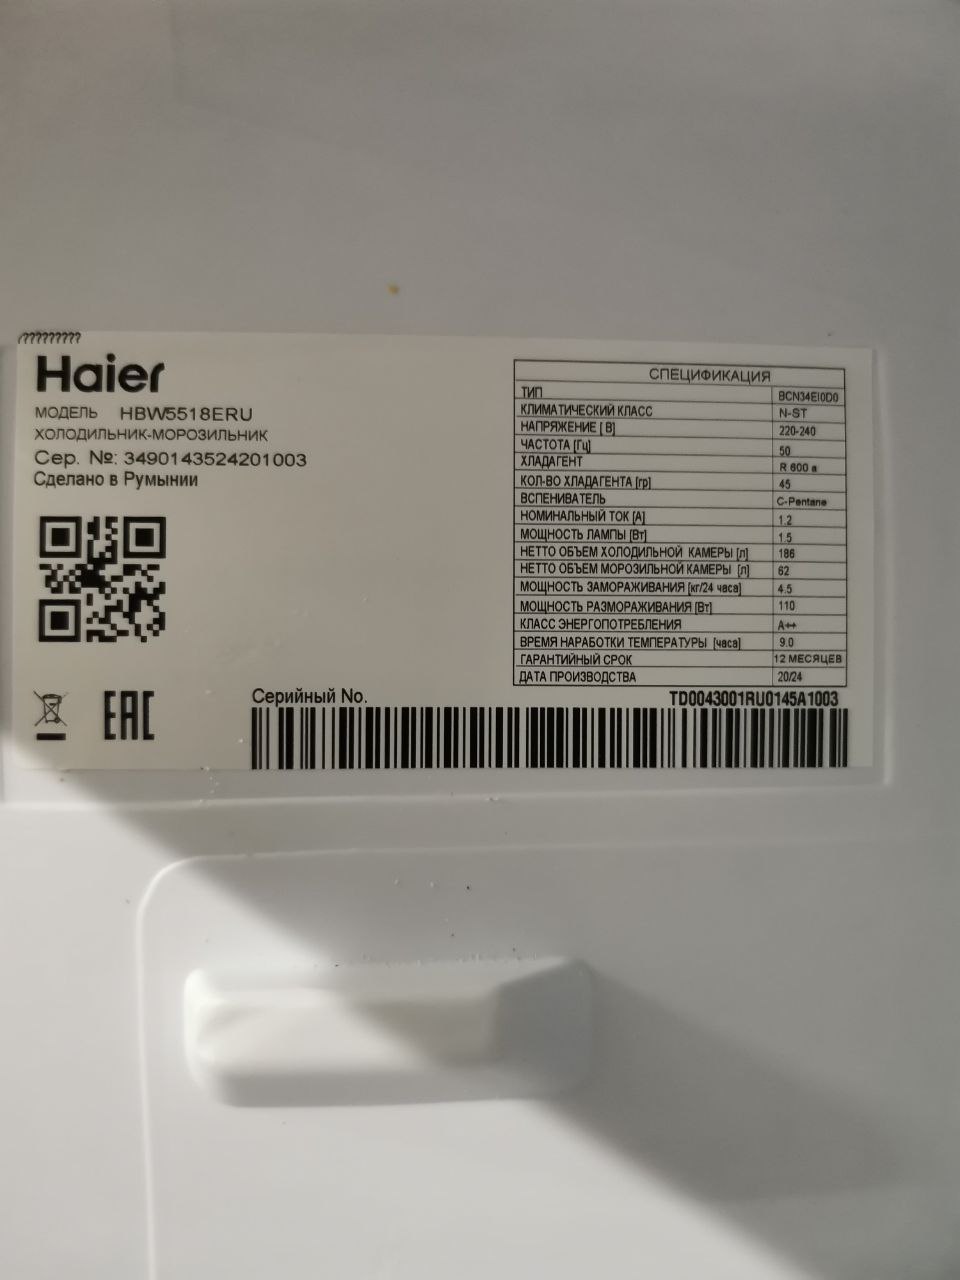 /?????????
Haier
МОДЕЛЬ HBW5518ERU
ХОЛОДИЛЬНИК-МОРОЗИЛЬНИК
Сер. №: 3490143524201003
Сделано в Румынии
СПЕЦИФИКАЦИЯ
ТИП BCN34EI0D0
КЛИМАТИЧЕСКИЙ КЛАСС N-ST
НАПРЯЖЕНИЕ [ В] 220-240
ЧАСТОТА [Гц] 50
ХЛАДАГЕНТ R 600 a
КОЛ-ВО ХЛАДАГЕНТА [гр] 45
ВСПЕНИВАТЕЛЬ C-Pentane
НОМИНАЛЬНЫЙ ТОК [А] 1.2
МОЩНОСТЬ ЛАМПЫ [Вт] 1.5
НЕТТО ОБЪЕМ ХОЛОДИЛЬНОЙ КАМЕРЫ [л] 186
НЕТТО ОБЪЕМ МОРОЗИЛЬНОЙ КАМЕРЫ [л] 62
МОЩНОСТЬ ЗАМОРАЖИВАНИЯ [кг/24 часа] 4.5
МОЩНОСТЬ РАЗМОРАЖИВАНИЯ [Вт] 110
КЛАСС ЭНЕРГОПОТРЕБЛЕНИЯ A++
ВРЕМЯ НАРАБОТКИ ТЕМПЕРАТУРЫ [часа] 9.0
ГАРАНТИЙНЫЙ СРОК 12 МЕСЯЦЕВ
ДАТА ПРОИЗВОДСТВА 20/24
EAC
Серийный No. TD0043001RU0145A1003